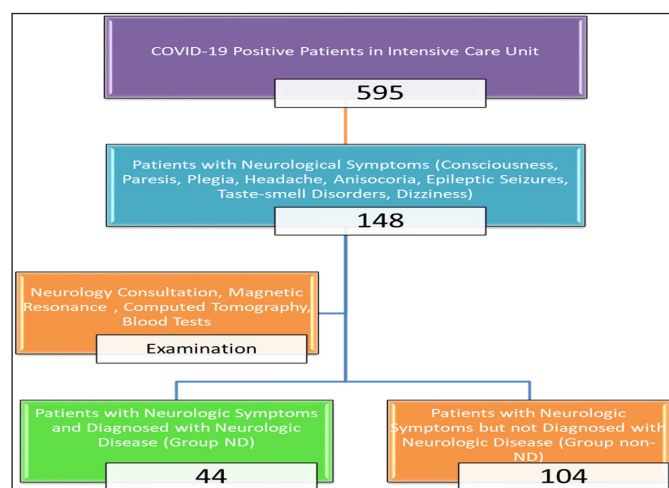 COVID-19 Positive Patients in Intensive Care Unit
595
Patients with Neurological Symptoms (Consciousness,
Paresis, Plegia, Headache, Anisocoria, Epileptic Seizures,
Taste-smell Disorders, Dizziness)
148
Neurology Consultation, Magnetic
Resonance , Computed Tomography,
Blood Tests
Examination
Patients with Neurologic Symptoms
and Diagnosed with Neurologic
Disease (Group ND)
44
Patients with Neurologic
Symptoms but not Diagnosed with
Neurologic Disease (Group non-
ND)
104